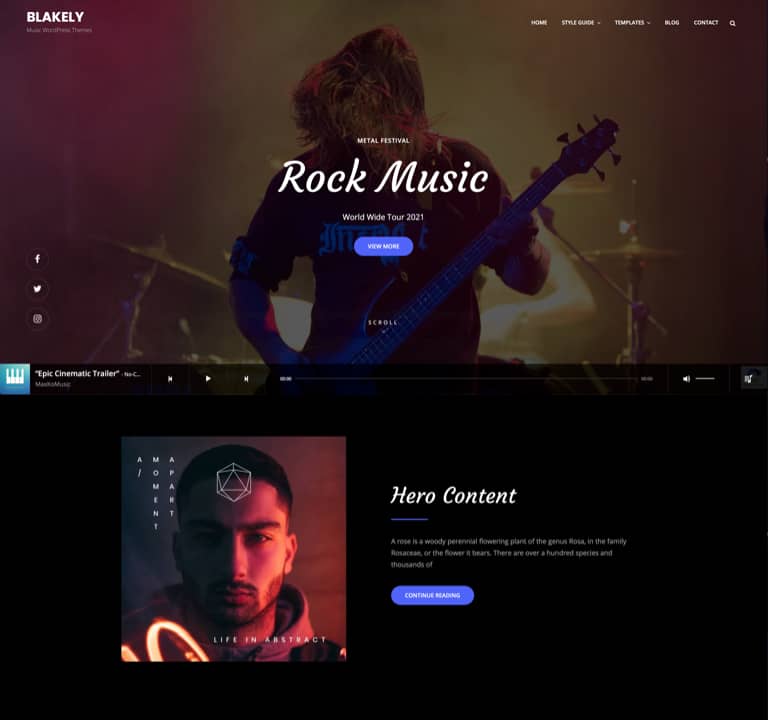 BLAKELY
Music WordPress Themes
HOME STYLE GUIDE TEMPLATES BLOG CONTACT
METAL FESTIVAL
Rock Music
World Wide Tour 2021
VIEW MORE
SCROLL
"Epic Cinematic Trailer" - No-C...
MaxKoMusic
00:00
00:00
A / MOMENT APART
LIFE IN ABSTRACT
Hero Content
A rose is a woody perennial flowering plant of the genus Rosa, in the family
Rosaceae, or the flower it bears. There are over a hundred species and
thousands of
CONTINUE READING